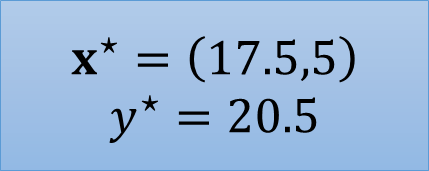 x⋆ = (17.5,5)
y⋆ = 20.5